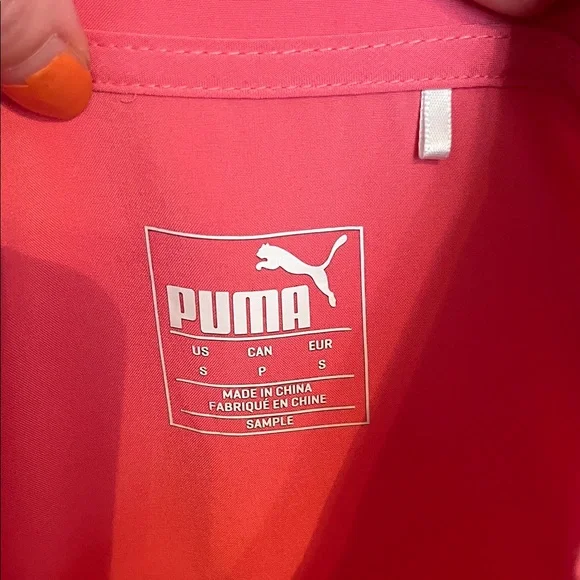 PUMA
US CAN EUR
S P S
MADE IN CHINA
FABRIQUÉ EN CHINE
SAMPLE